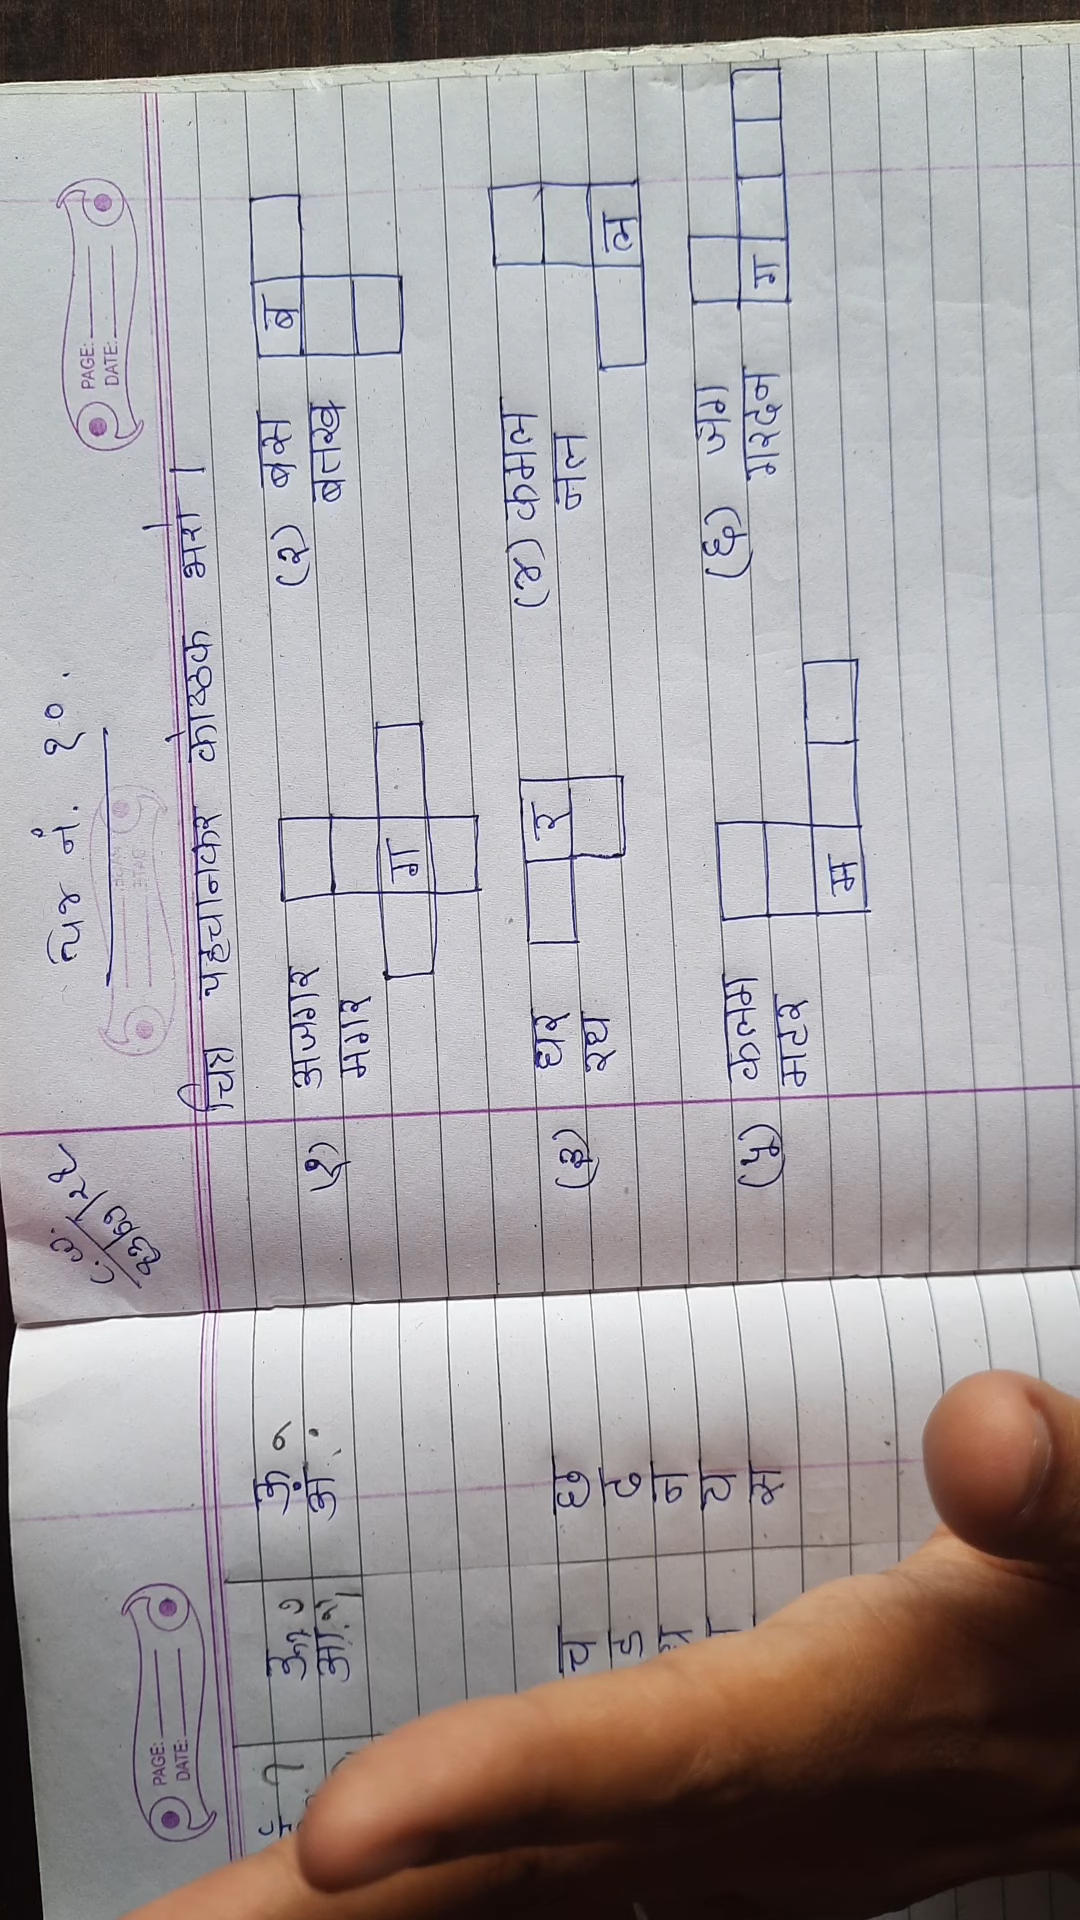 PAGE:
DATE:
पेज नं. १०.
चित्र पहचानकर कोष्ठक भरो।
(१) अजगर
मगर
ग
(२) बस
बतख
ब
(३) घर
रथ
र
(४) कमल
नल
ल
(५) कलम
मटर
म
(६) जग
गरदन
ग
PAGE:
DATE:
ऊ
उ
च छ
ड ढ
न
म